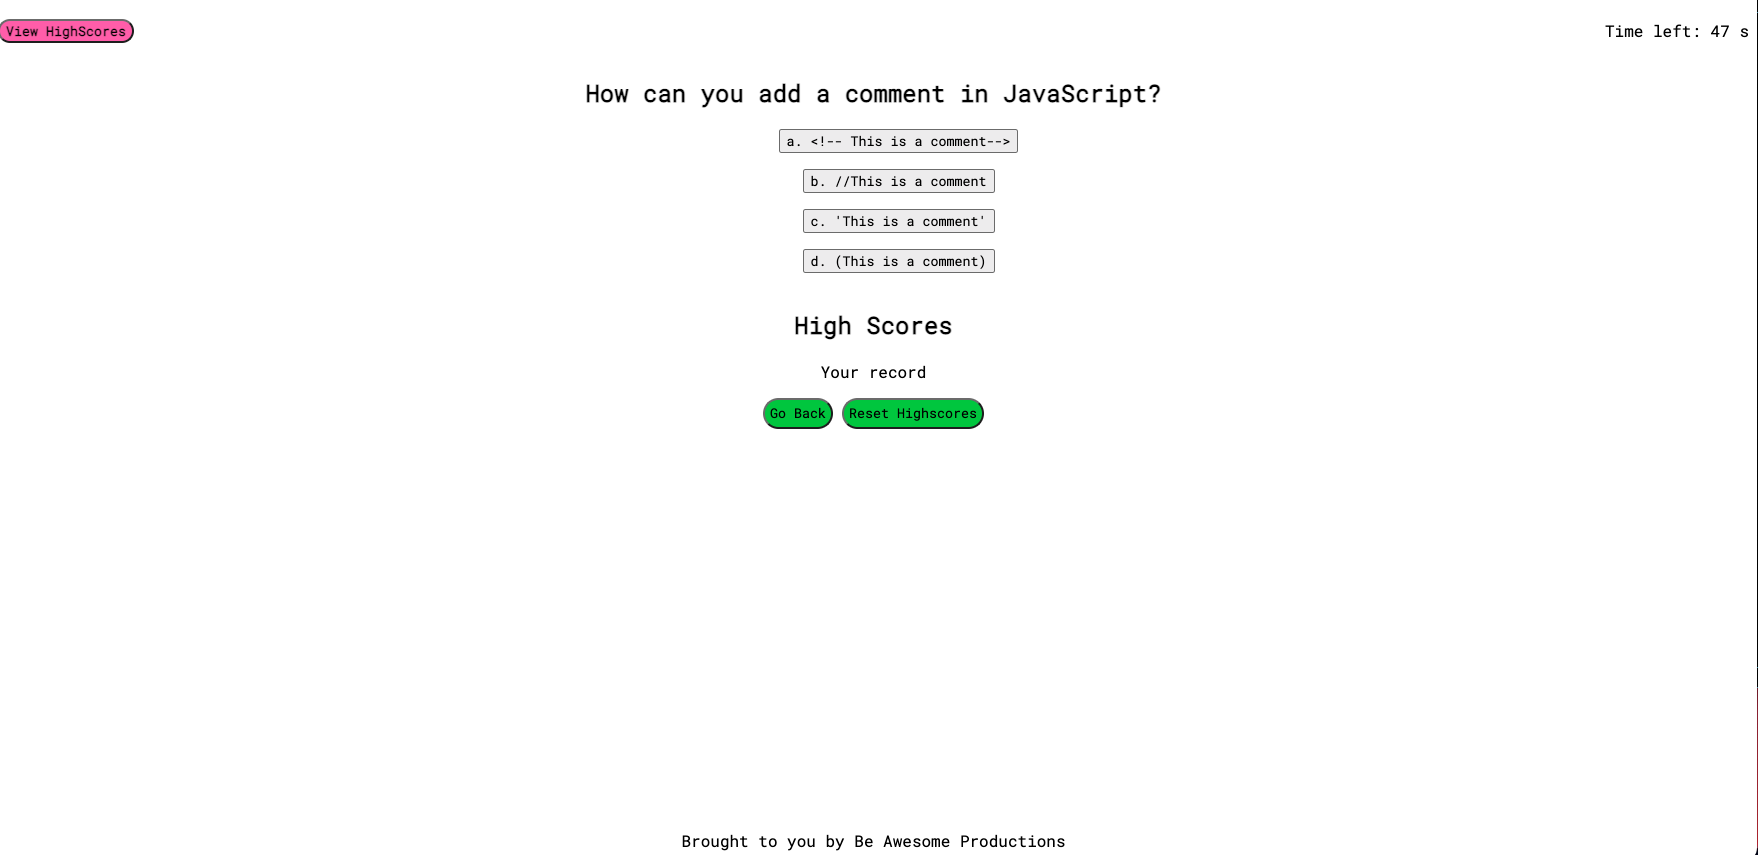 View HighScores
Time left: 47 s
How can you add a comment in JavaScript?
a. <!-- This is a comment-->
b. //This is a comment
c. 'This is a comment'
d. (This is a comment)
High Scores
Your record
Go Back
Reset Highscores
Brought to you by Be Awesome Productions